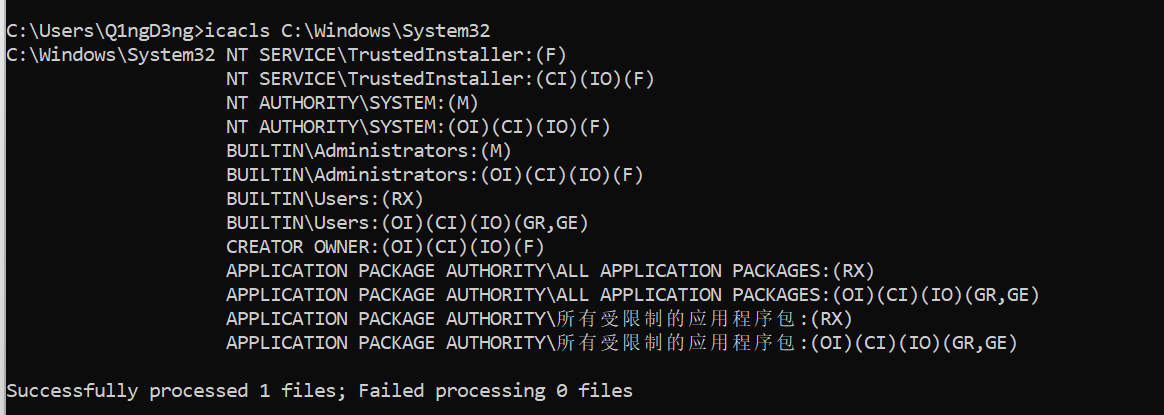 C:\Users\Q1ngD3ng>icacls C:\Windows\System32
C:\Windows\System32 NT SERVICE\TrustedInstaller:(F)
NT SERVICE\TrustedInstaller:(CI)(IO)(F)
NT AUTHORITY\SYSTEM:(M)
NT AUTHORITY\SYSTEM:(OI)(CI)(IO)(F)
BUILTIN\Administrators:(M)
BUILTIN\Administrators:(OI)(CI)(IO)(F)
BUILTIN\Users:(RX)
BUILTIN\Users:(OI)(CI)(IO)(GR,GE)
CREATOR OWNER:(OI)(CI)(IO)(F)
APPLICATION PACKAGE AUTHORITY\ALL APPLICATION PACKAGES:(RX)
APPLICATION PACKAGE AUTHORITY\ALL APPLICATION PACKAGES:(OI)(CI)(IO)(GR,GE)
APPLICATION PACKAGE AUTHORITY\所有受限制的应用程序包:(RX)
APPLICATION PACKAGE AUTHORITY\所有受限制的应用程序包:(OI)(CI)(IO)(GR,GE)
Successfully processed 1 files; Failed processing 0 files